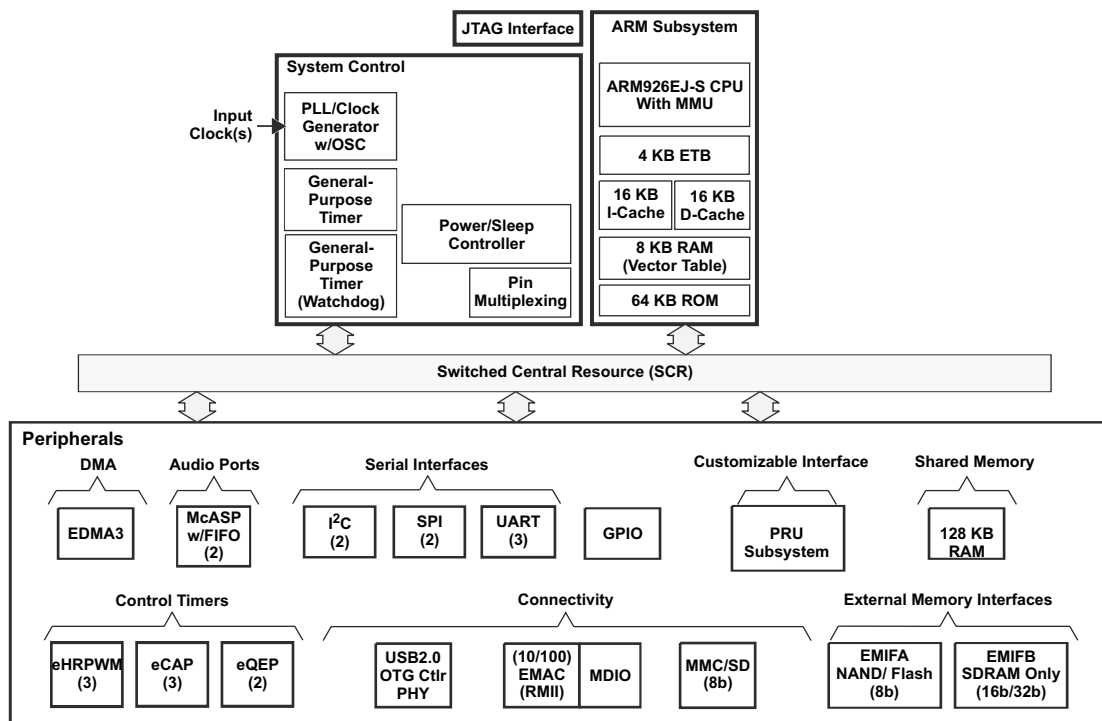 JTAG Interface
ARM Subsystem
System Control
ARM926EJ-S CPU
With MMU
Input
Clock(s)
PLL/Clock
Generator
w/OSC
4 KB ETB
General-
Purpose
Timer
16 KB
I-Cache
16 KB
D-Cache
Power/Sleep
Controller
General-
Purpose
Timer
(Watchdog)
8 KB RAM
(Vector Table)
Pin
Multiplexing
64 KB ROM
Switched Central Resource (SCR)
Peripherals
DMA
Audio Ports
Serial Interfaces
Customizable Interface
Shared Memory
EDMA3
McASP
w/FIFO
(2)
I²C
(2)
SPI
(2)
UART
(3)
GPIO
PRU
Subsystem
128 KB
RAM
Control Timers
Connectivity
External Memory Interfaces
eHRPWM
(3)
eCAP
(3)
eQEP
(2)
USB2.0
OTG Ctlr
PHY
(10/100)
EMAC
(RMII)
MDIO
MMC/SD
(8b)
EMIFA
NAND/ Flash
(8b)
EMIFB
SDRAM Only
(16b/32b)